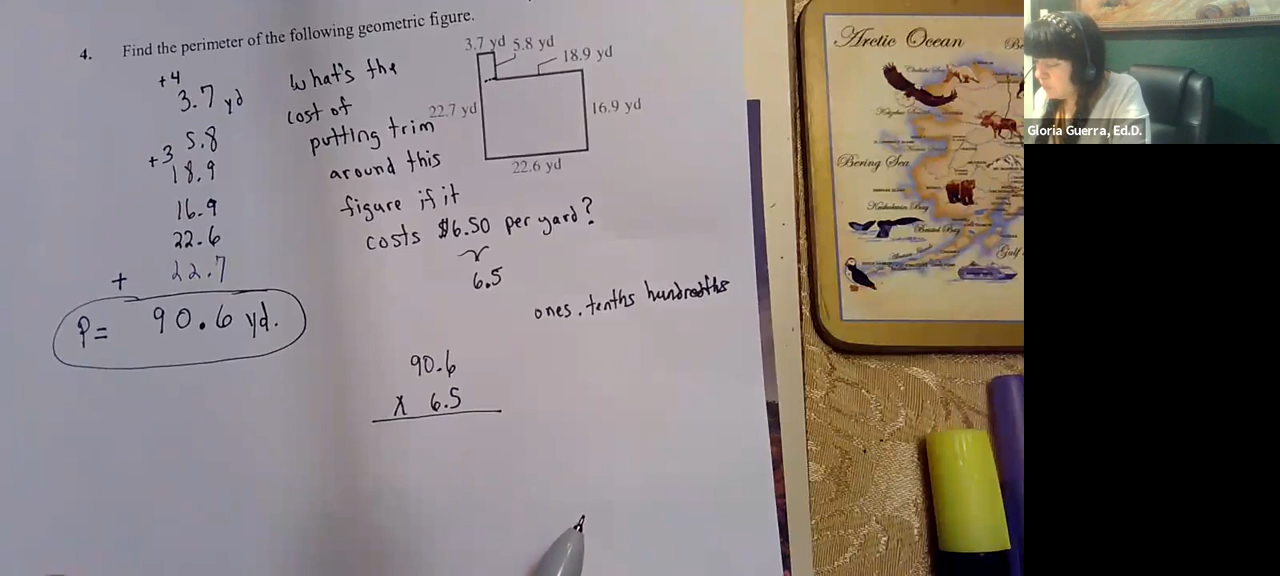 4. Find the perimeter of the following geometric figure.
3.7 yd 5.8 yd
18.9 yd
22.7 yd
16.9 yd
22.6 yd
+4
3.7 yd
5.8
+3
18.9
16.9
22.6
+ 22.7
P= 90.6 yd.
What's the
cost of
putting trim
around this
figure if it
costs $6.50 per yard?
6.5
ones . tenths hundredths
90.6
X 6.5
Arctic Ocean
Bering Sea
Bristol Bay
Gulf
Gloria Guerra, Ed.D.